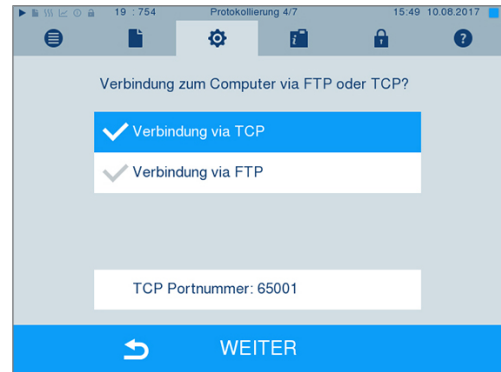 19 : 754 Protokollierung 4/7 15:49 10.08.2017
Verbindung zum Computer via FTP oder TCP?
Verbindung via TCP
Verbindung via FTP
TCP Portnummer: 65001
WEITER